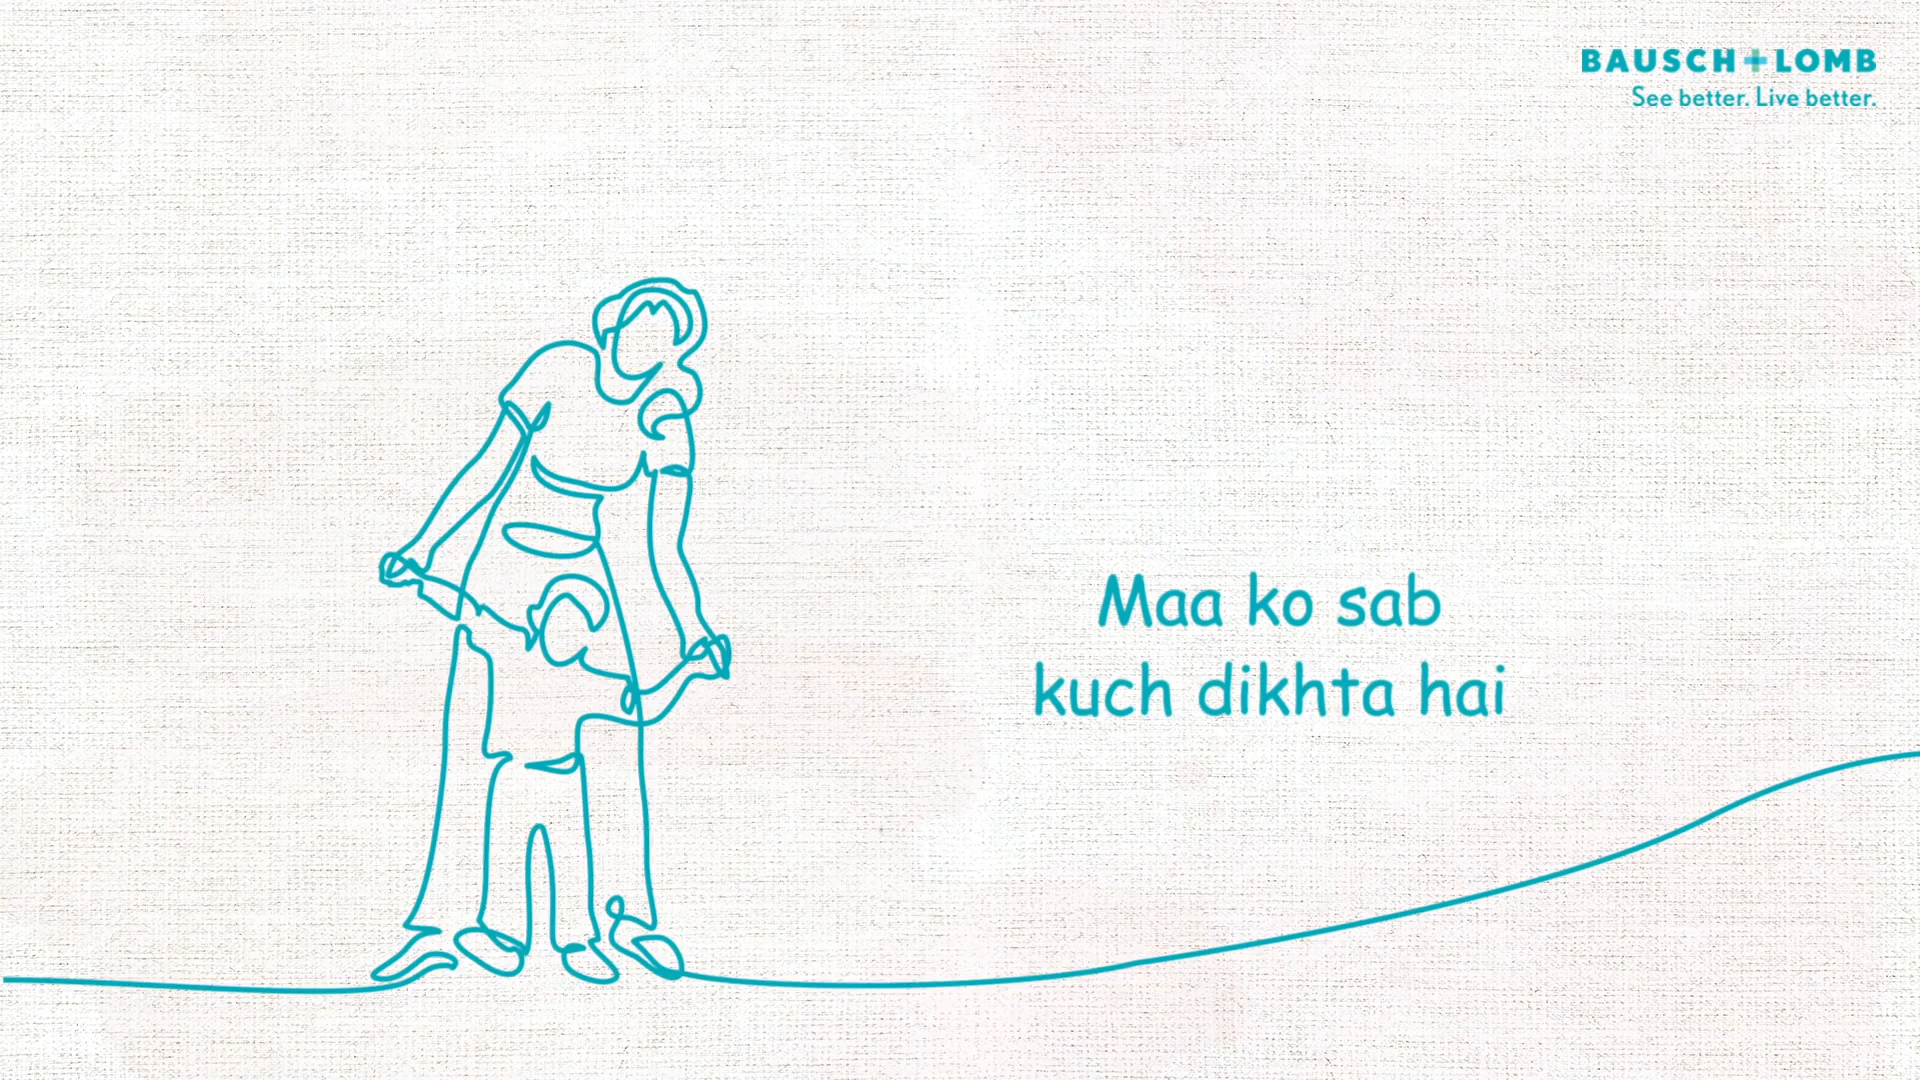 BAUSCH + LOMB
See better. Live better.
Maa ko sab
kuch dikhta hai